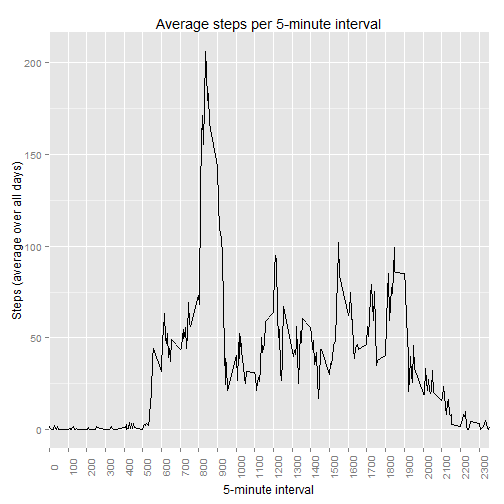 Average steps per 5-minute interval
Steps (average over all days)
200
150
100
50
0
0 100 200 300 400 500 600 700 800 900 1000 1100 1200 1300 1400 1500 1600 1700 1800 1900 2000 2100 2200 2300
5-minute interval